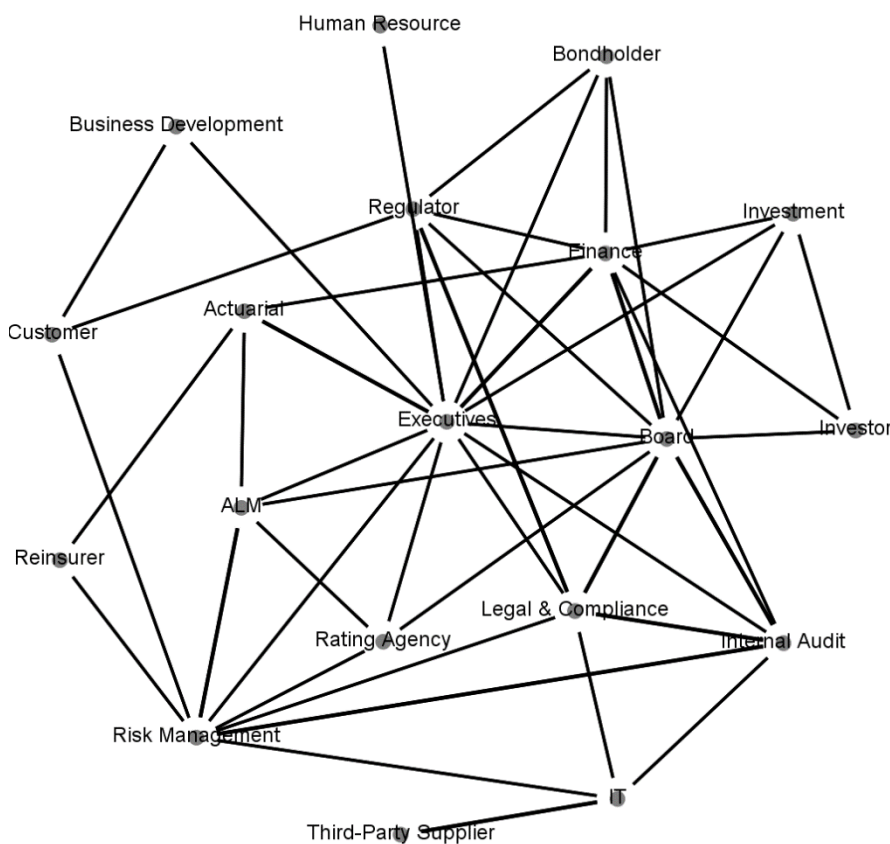 Human Resource
Bondholder
Business Development
Regulator
Investment
Finance
Actuarial
Customer
Executives
Board
Investor
ALM
Reinsurer
Legal & Compliance
Rating Agency
Internal Audit
Risk Management
IT
Third-Party Supplier